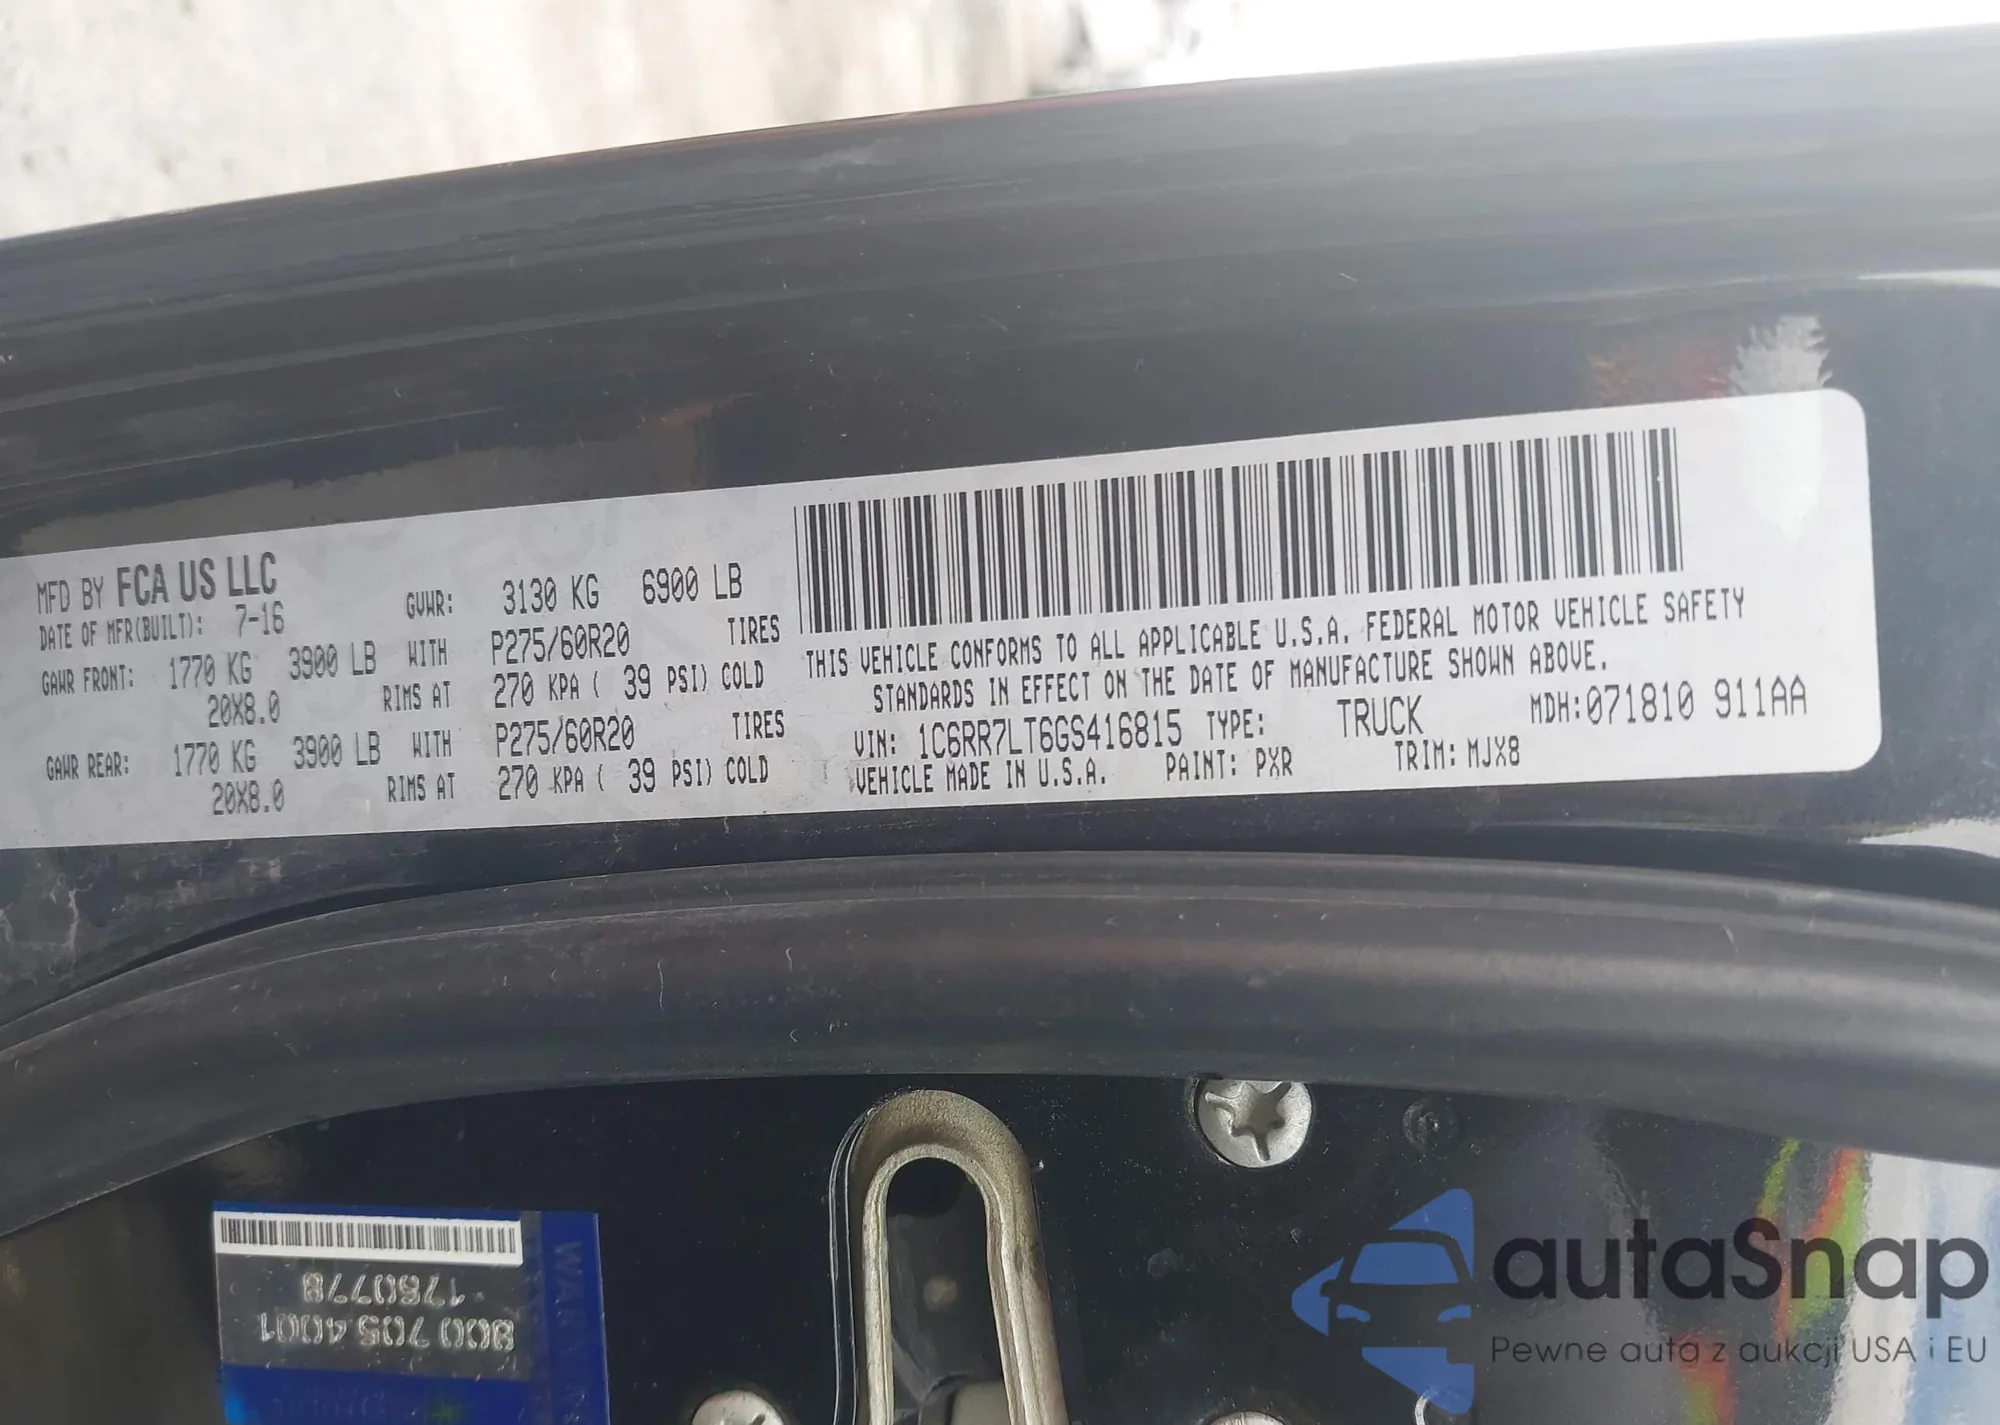 MFD BY FCA US LLC
DATE OF MFR(BUILT): 7-16 GVWR: 3130 KG 6900 LB
GAWR FRONT: 1770 KG 3900 LB WITH P275/60R20 TIRES
20X8.0 RIMS AT 270 KPA ( 39 PSI) COLD
GAWR REAR: 1770 KG 3900 LB WITH P275/60R20 TIRES
20X8.0 RIMS AT 270 KPA ( 39 PSI) COLD
THIS VEHICLE CONFORMS TO ALL APPLICABLE U.S.A. FEDERAL MOTOR VEHICLE SAFETY
STANDARDS IN EFFECT ON THE DATE OF MANUFACTURE SHOWN ABOVE.
VIN: 1C6RR7LT6GS416815 TYPE: TRUCK MDH:071810 911AA
VEHICLE MADE IN U.S.A. PAINT: PXR TRIM: MJX8
800 705 4001
1760778
autaSnap
Pewne auta z aukcji USA i EU